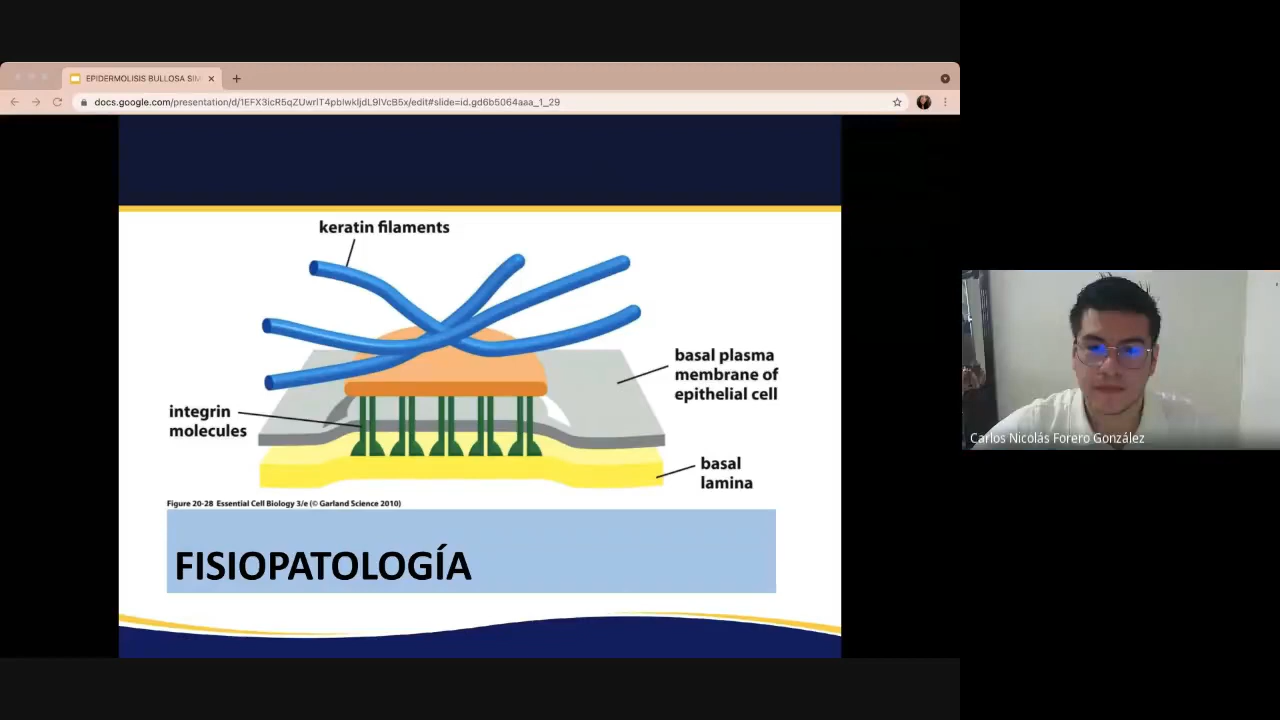 EPIDERMOLISIS BULLOSA SIM
docs.google.com/presentation/d/1EFX3icR5qZUwrlT4pblwkljdL9lVcB5x/edit#slide=id.gd6b5064aaa_1_29
keratin filaments
basal plasma
membrane of
epithelial cell
integrin
molecules
basal
lamina
Figure 20-28 Essential Cell Biology 3/e (© Garland Science 2010)
FISIOPATOLOGÍA
Carlos Nicolás Forero González